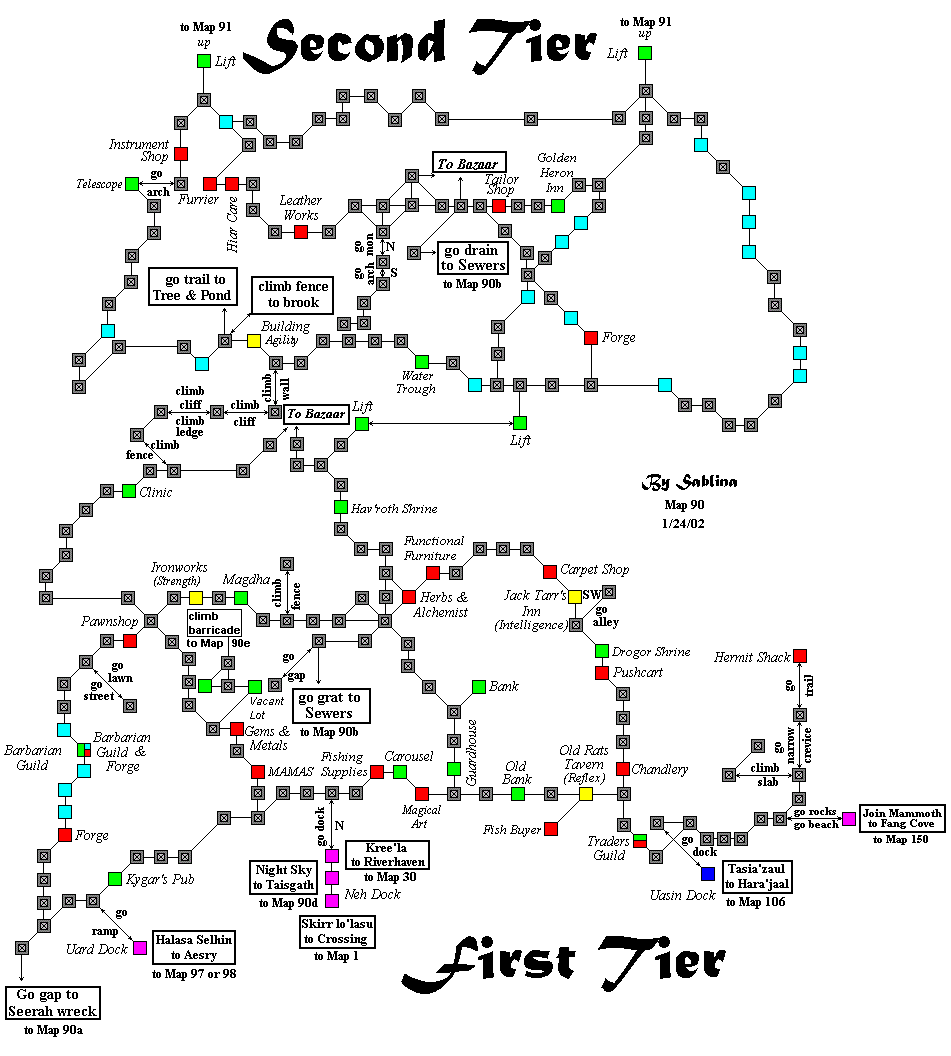 to Map 91
up
Lift
Second Tier
to Map 91
up
Lift
Instrument
Shop
Telescope
go
arch
Furrier
Hiar Care
Leather
Works
To Bazaar
Tailor
Shop
Golden
Heron
Inn
go
arch
mon
N
S
go drain
to Sewers
to Map 90b
go trail to
Tree & Pond
climb fence
to brook
Building
Agility
Forge
Water
Trough
climb
wall
climb
cliff
climb
ledge
climb
cliff
To Bazaar
Lift
Lift
climb
fence
Clinic
By Sablina
Map 90
1/24/02
Hav'roth Shrine
Functional
Furniture
Ironworks
(Strength)
Magdha
climb
fence
Herbs &
Alchemist
Carpet Shop
Jack Tarr's
Inn
(Intelligence)
SW
go
alley
Pawnshop
climb
barricade
to Map 90e
go
lawn
go
street
go
gap
go grat to
Sewers
to Map 90b
Drogor Shrine
Pushcart
Hermit Shack
go
trail
Vacant
Lot
Bank
Barbarian
Guild
Barbarian
Guild &
Forge
Gems &
Metals
MAMAS'
Fishing
Supplies
Carousel
Guardhouse
Old
Bank
Old Rats
Tavern
(Reflex)
Chandlery
go
narrow
crevice
climb
slab
Magical
Art
Fish Buyer
go rocks
go beach
Join Mammoth
to Fang Cove
to Map 150
Forge
go dock
N
Traders
Guild
go
dock
Kree'la
to Riverhaven
to Map 30
Night Sky
to Taisgath
to Map 90d
Neh Dock
Tasia'zaul
to Hara'jaal
to Map 106
Uasin Dock
Kygar's Pub
go
ramp
Uard Dock
Halasa Selhin
to Aesry
to Map 97 or 98
Skirr lo'lasu
to Crossing
to Map 1
First Tier
Go gap to
Seerah wreck
to Map 90a